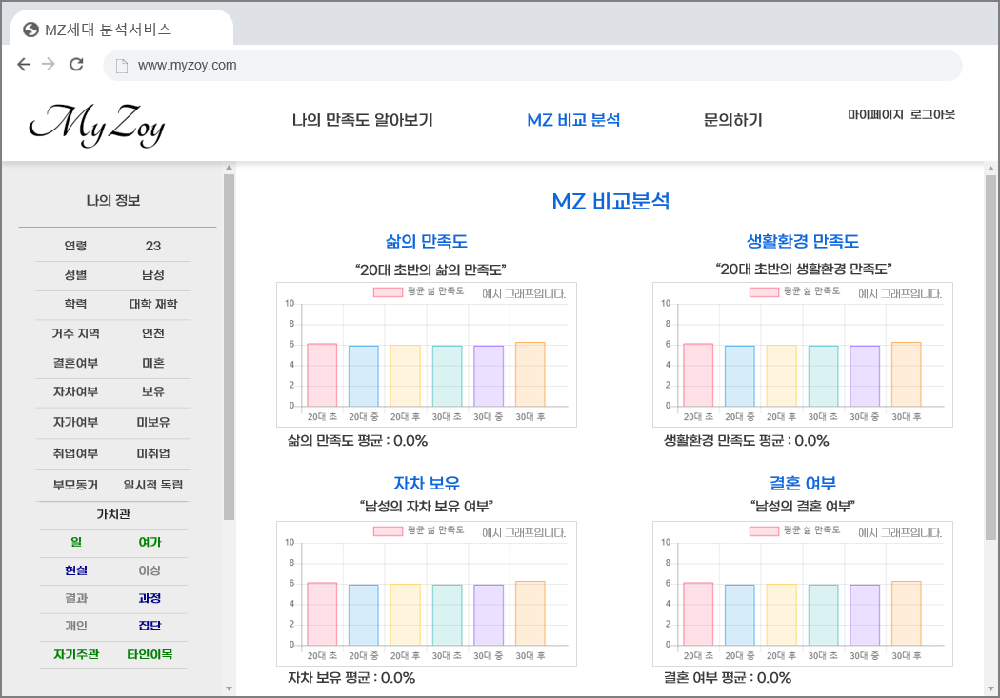 MZ세대 분석서비스
www.myzoy.com
MyZoy
나의 만족도 알아보기
MZ 비교 분석
문의하기
마이페이지 로그아웃
나의 정보
연령 23
성별 남성
학력 대학 재학
거주 지역 인천
결혼여부 미혼
자차여부 보유
자가여부 미보유
취업여부 미취업
부모동거 일시적 독립
가치관
일 여가
현실 이상
결과 과정
개인 집단
자기주관 타인이목
MZ 비교분석
삶의 만족도
“20대 초반의 삶의 만족도”
평균 삶 만족도
예시 그래프입니다.
10
8
6
4
2
0
20대 초 20대 중 20대 후 30대 초 30대 중 30대 후
삶의 만족도 평균 : 0.0%
생활환경 만족도
“20대 초반의 생활환경 만족도”
평균 삶 만족도
예시 그래프입니다.
10
8
6
4
2
0
20대 초 20대 중 20대 후 30대 초 30대 중 30대 후
생활환경 만족도 평균 : 0.0%
자차 보유
“남성의 자차 보유 여부”
평균 삶 만족도
예시 그래프입니다.
10
8
6
4
2
0
20대 초 20대 중 20대 후 30대 초 30대 중 30대 후
자차 보유 평균 : 0.0%
결혼 여부
“남성의 결혼 여부”
평균 삶 만족도
예시 그래프입니다.
10
8
6
4
2
0
20대 초 20대 중 20대 후 30대 초 30대 중 30대 후
결혼 여부 평균 : 0.0%